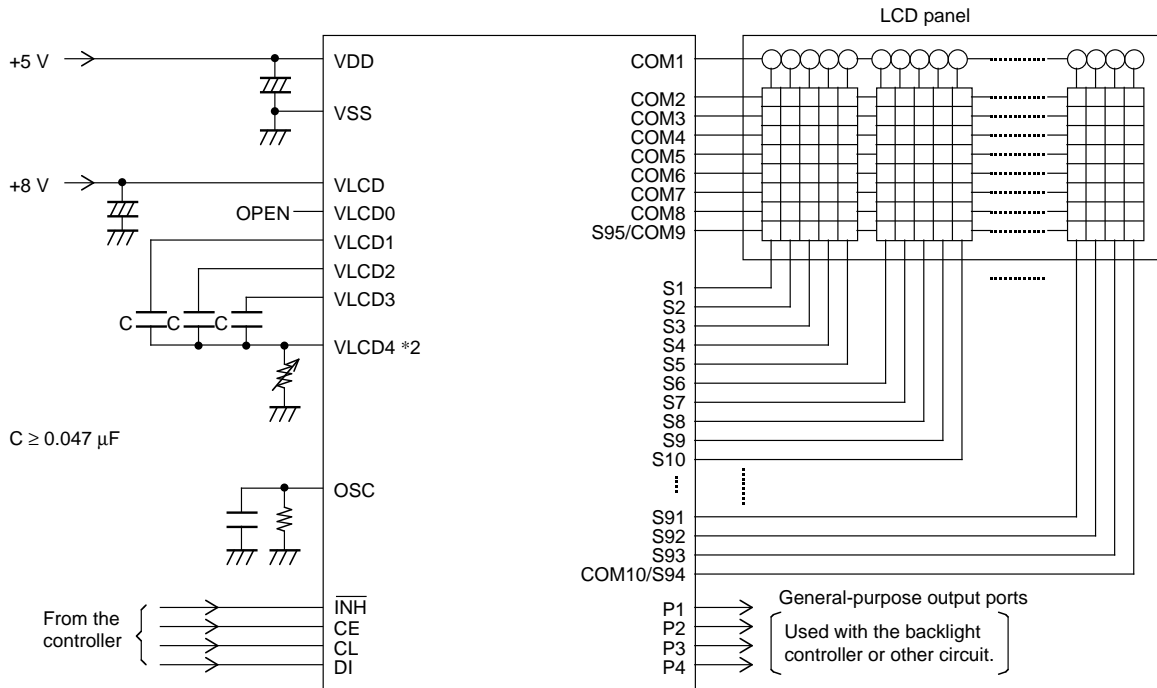 LCD panel
+5 V
VDD
COM1
VSS
COM2
COM3
COM4
COM5
+8 V
VLCD
COM6
COM7
OPEN
VLCD0
COM8
VLCD1
S95/COM9
VLCD2
VLCD3
S1
S2
C
C
C
S3
VLCD4 *2
S4
S5
S6
S7
S8
C ≥ 0.047 μF
S9
S10
OSC
S91
S92
S93
COM10/S94
From the
controller
INH
CE
CL
DI
P1
P2
P3
P4
General-purpose output ports
Used with the backlight
controller or other circuit.